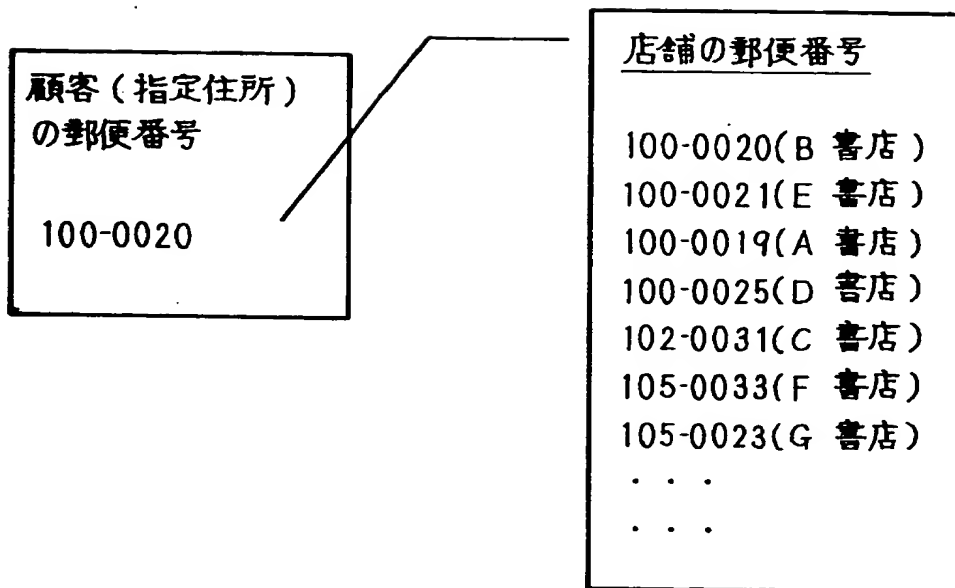 顧客(指定住所)
の郵便番号
100-0020
店舗の郵便番号
100-0020(B 書店)
100-0021(E 書店)
100-0019(A 書店)
100-0025(D 書店)
102-0031(C 書店)
105-0033(F 書店)
105-0023(G 書店)
・・・
・・・